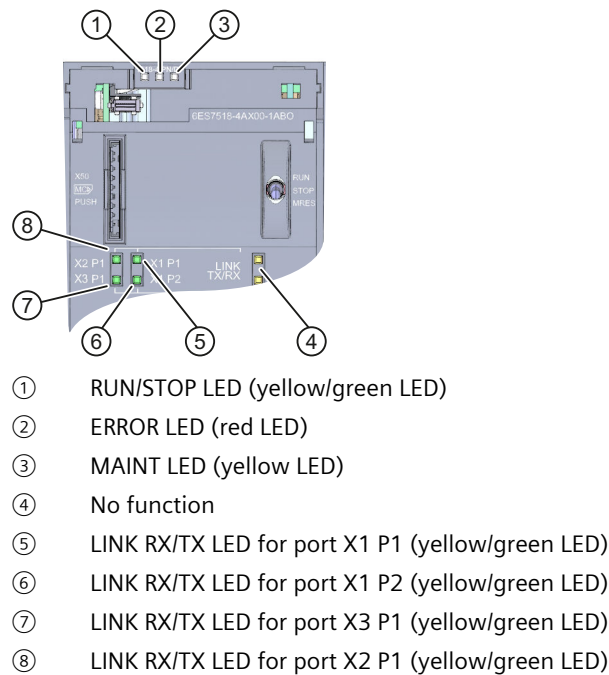 ① ② ③
6ES7518-4AX00-1AB0
X50
MC
PUSH
RUN
STOP
MRES
⑧
X2 P1 X1 P1 LINK
X3 P1 P2 TX/RX
⑦
⑥ ⑤ ④
① RUN/STOP LED (yellow/green LED)
② ERROR LED (red LED)
③ MAINT LED (yellow LED)
④ No function
⑤ LINK RX/TX LED for port X1 P1 (yellow/green LED)
⑥ LINK RX/TX LED for port X1 P2 (yellow/green LED)
⑦ LINK RX/TX LED for port X3 P1 (yellow/green LED)
⑧ LINK RX/TX LED for port X2 P1 (yellow/green LED)